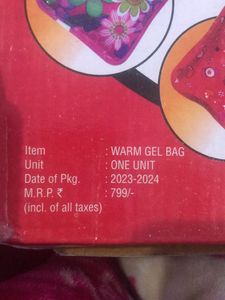 Item : WARM GEL BAG
Unit : ONE UNIT
Date of Pkg. : 2023-2024
M.R.P. ₹ : 799/-
(incl. of all taxes)